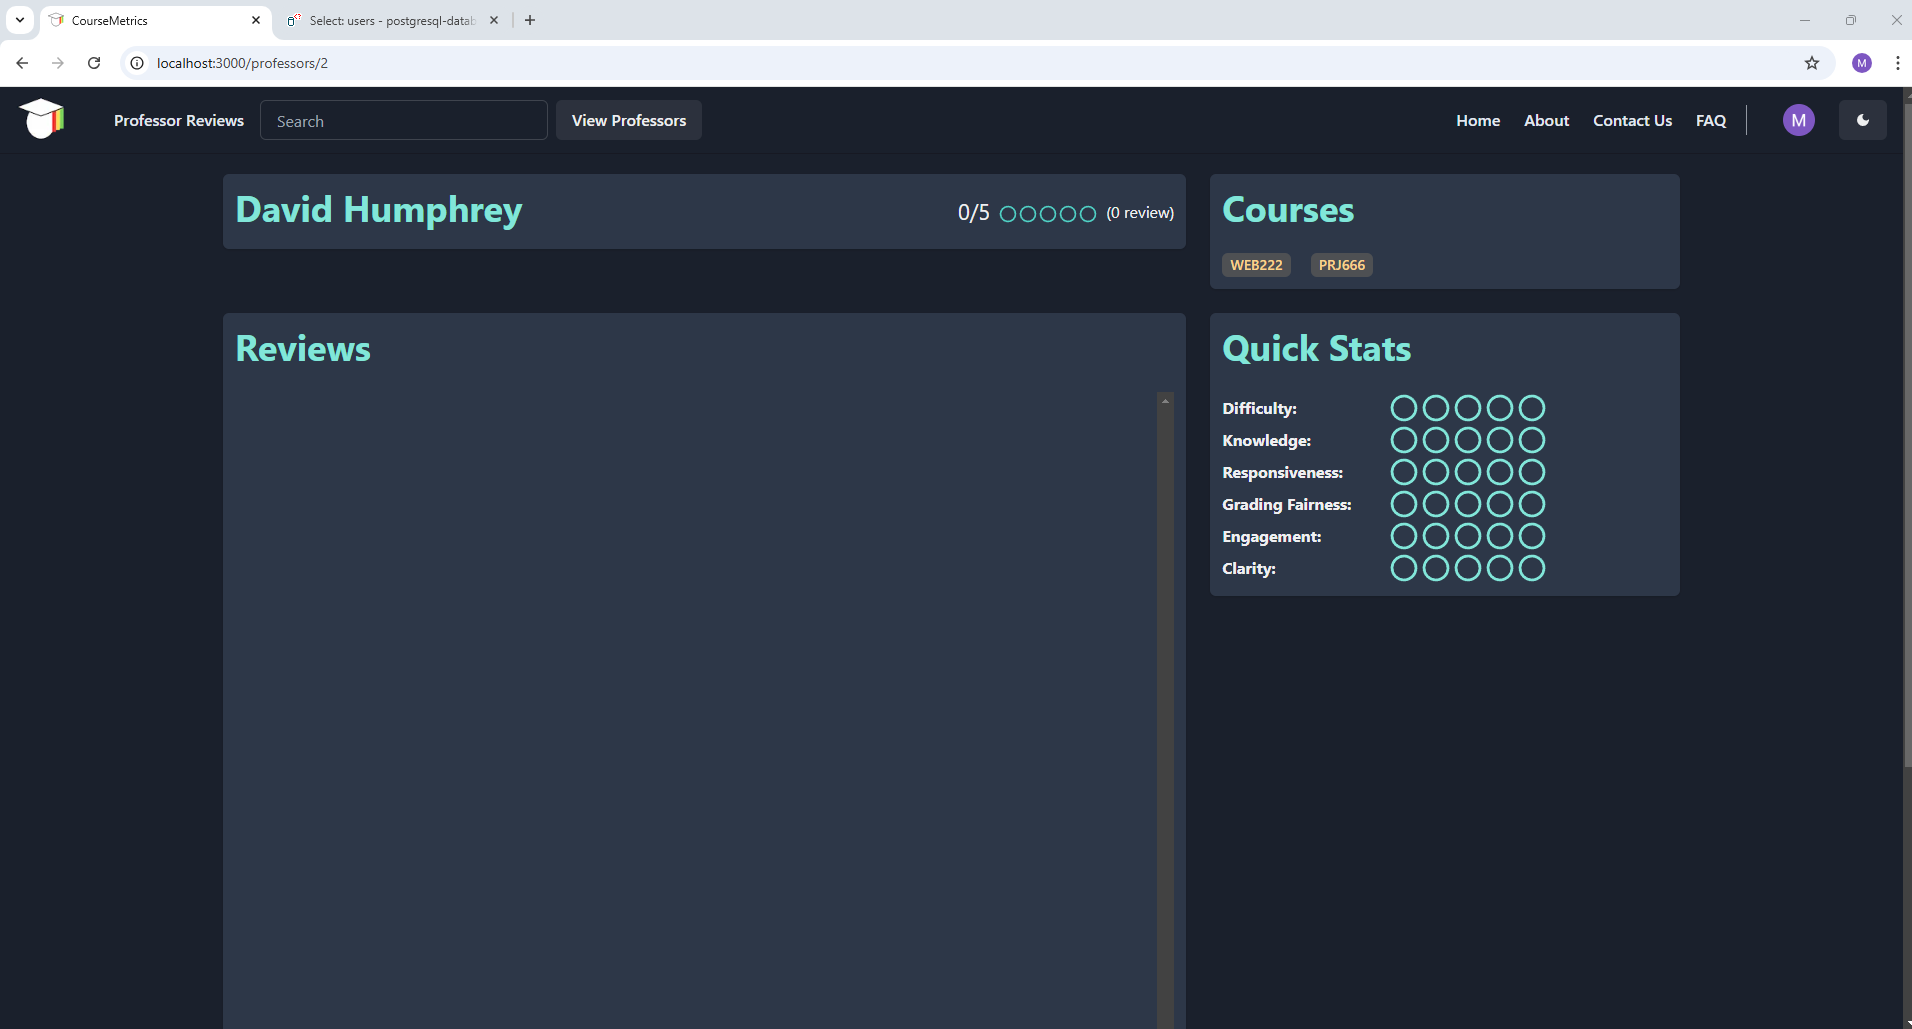 CourseMetrics
Select: users - postgresql-datab
localhost:3000/professors/2
M
Professor Reviews
Search
View Professors
Home
About
Contact Us
FAQ
M
David Humphrey
0/5
(0 review)
Courses
WEB222
PRJ666
Reviews
Quick Stats
Difficulty:
Knowledge:
Responsiveness:
Grading Fairness:
Engagement:
Clarity: